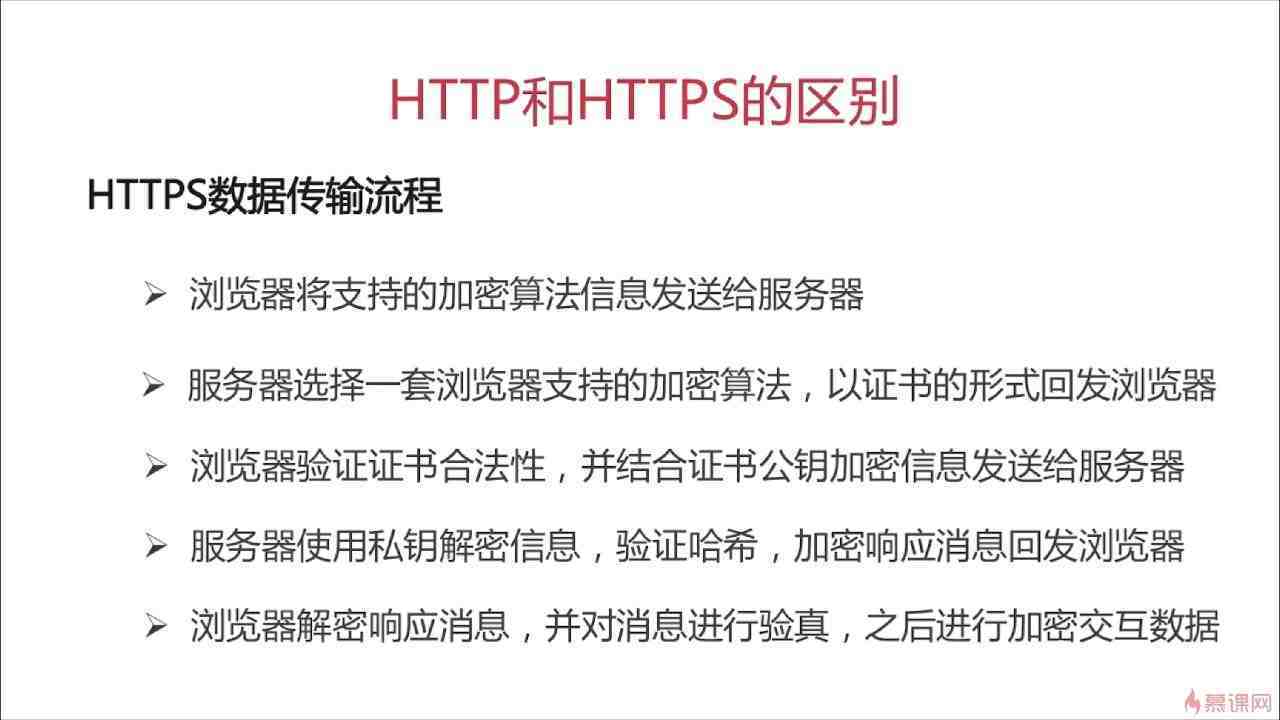 HTTP和HTTPS的区别
HTTPS数据传输流程
浏览器将支持的加密算法信息发送给服务器
服务器选择一套浏览器支持的加密算法，以证书的形式回发浏览器
浏览器验证证书合法性，并结合证书公钥加密信息发送给服务器
服务器使用私钥解密信息，验证哈希，加密响应消息回发浏览器
浏览器解密响应消息，并对消息进行验真，之后进行加密交互数据
慕课网